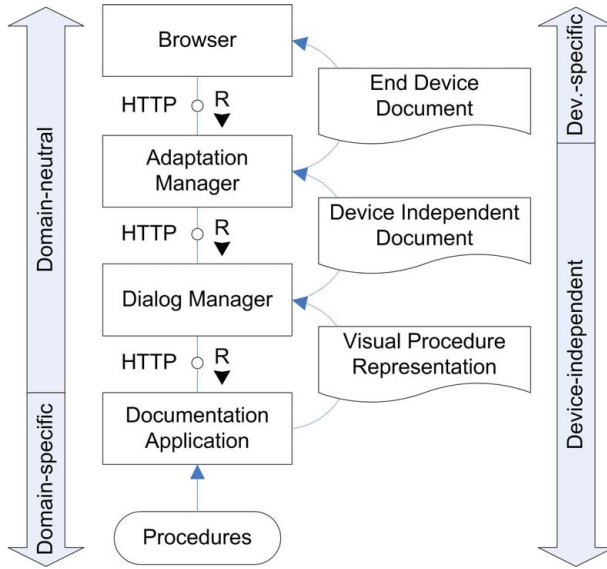 Browser
End Device
Document
HTTP
R
Adaptation
Manager
Device Independent
Document
HTTP
R
Dialog Manager
Visual Procedure
Representation
HTTP
R
Documentation
Application
Procedures
Domain-neutral
Domain-specific
Dev.-specific
Device-independent